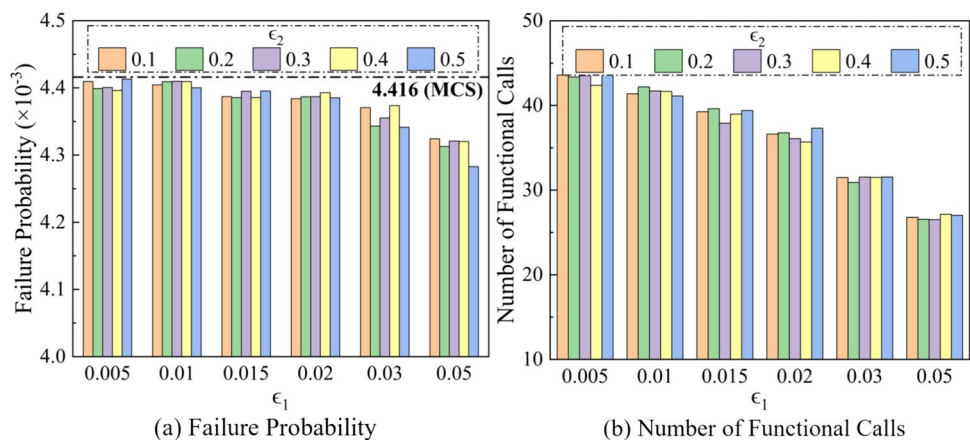 4.5
4.4
4.3
4.2
4.1
4.0
Failure Probability (×10⁻³)
ϵ₂
0.1 0.2 0.3 0.4 0.5
4.416 (MCS)
0.005 0.01 0.015 0.02 0.03 0.05
ϵ₁
(a) Failure Probability
50
40
30
20
10
Number of Functional Calls
ϵ₂
0.1 0.2 0.3 0.4 0.5
0.005 0.01 0.015 0.02 0.03 0.05
ϵ₁
(b) Number of Functional Calls